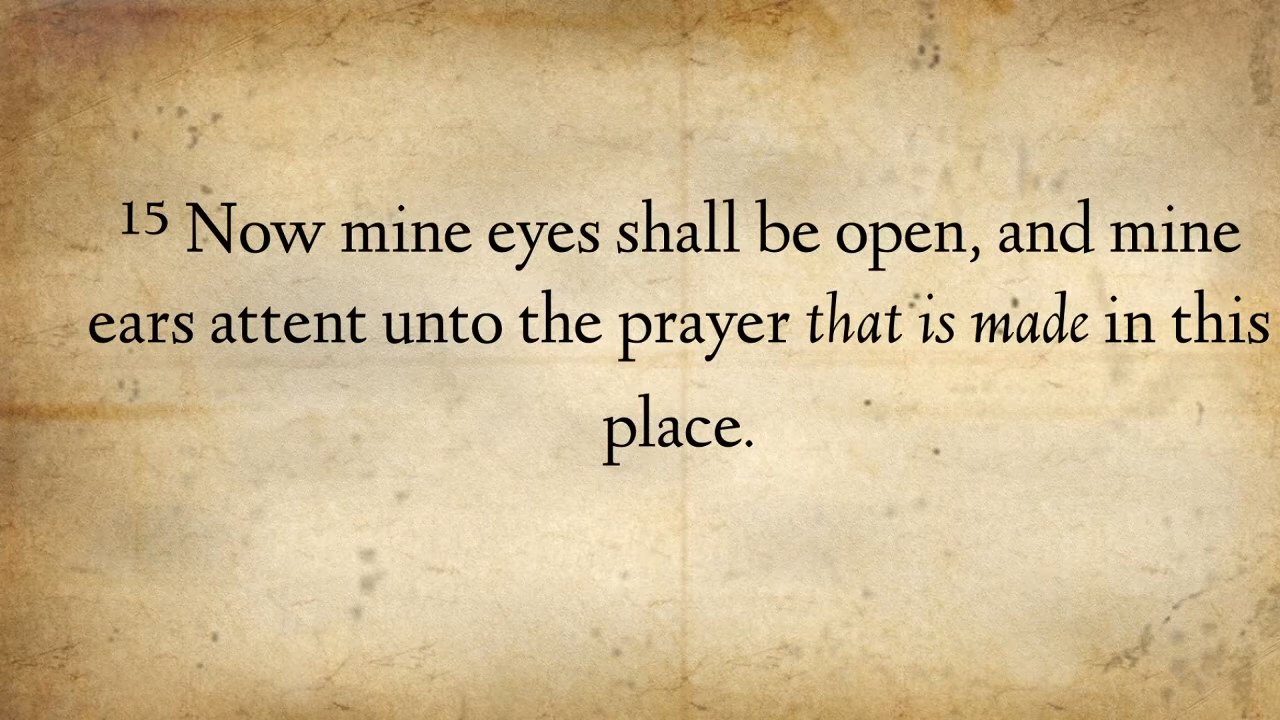 15 Now mine eyes shall be open, and mine
ears attent unto the prayer that is made in this
place.